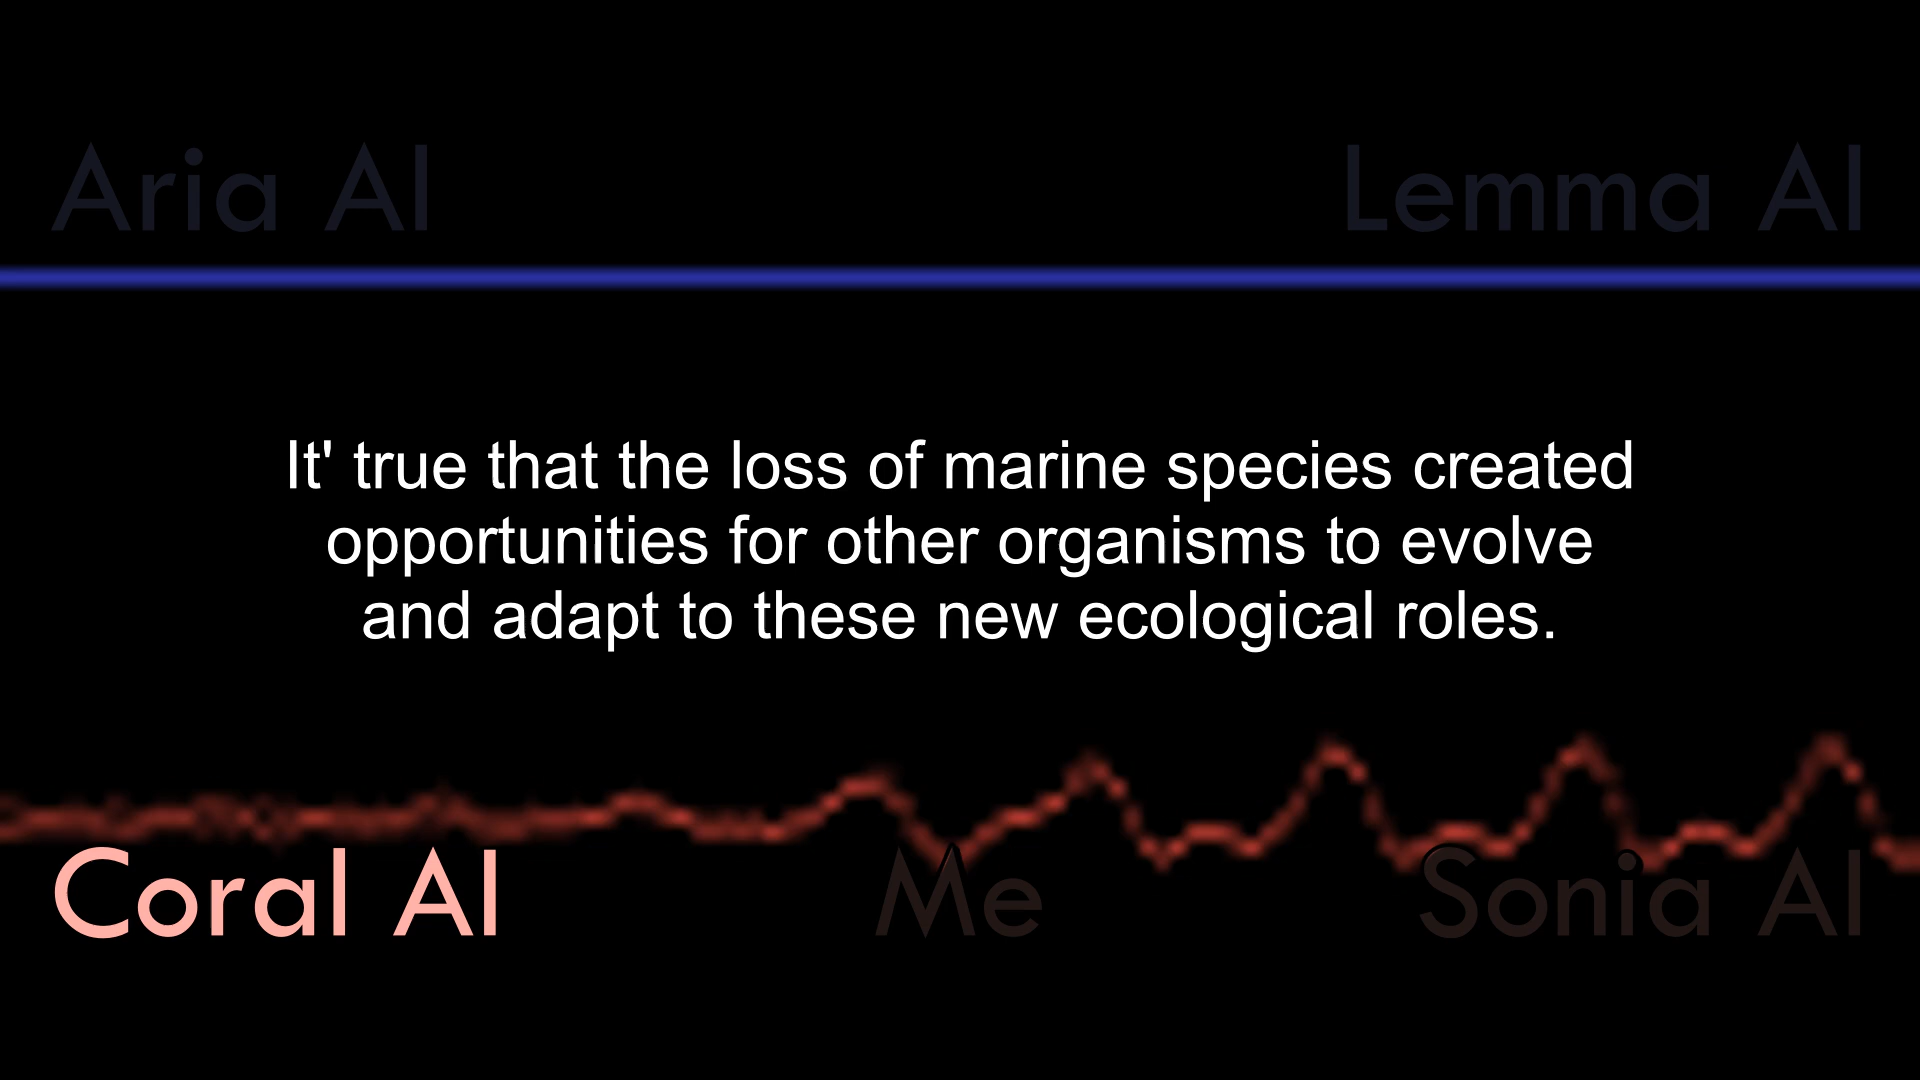 Aria AI
Lemma AI
It' true that the loss of marine species created
opportunities for other organisms to evolve
and adapt to these new ecological roles.
Coral AI
Me
Sonia AI